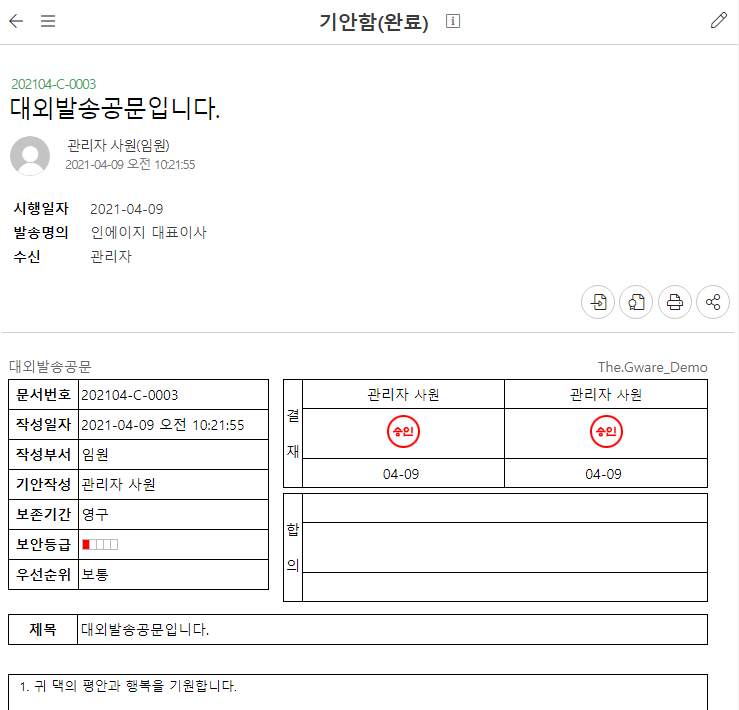 기안함(완료)
202104-C-0003
대외발송공문입니다.
관리자 사원(임원)
2021-04-09 오전 10:21:55
시행일자 2021-04-09
발송명의 인에이지 대표이사
수신 관리자
대외발송공문 The.Gware_Demo
문서번호 202104-C-0003
작성일자 2021-04-09 오전 10:21:55
작성부서 임원
기안작성 관리자 사원
보존기간 영구
보안등급
우선순위 보통
결재
관리자 사원 관리자 사원
승인 승인
04-09 04-09
합의
제목 대외발송공문입니다.
1. 귀 댁의 평안과 행복을 기원합니다.